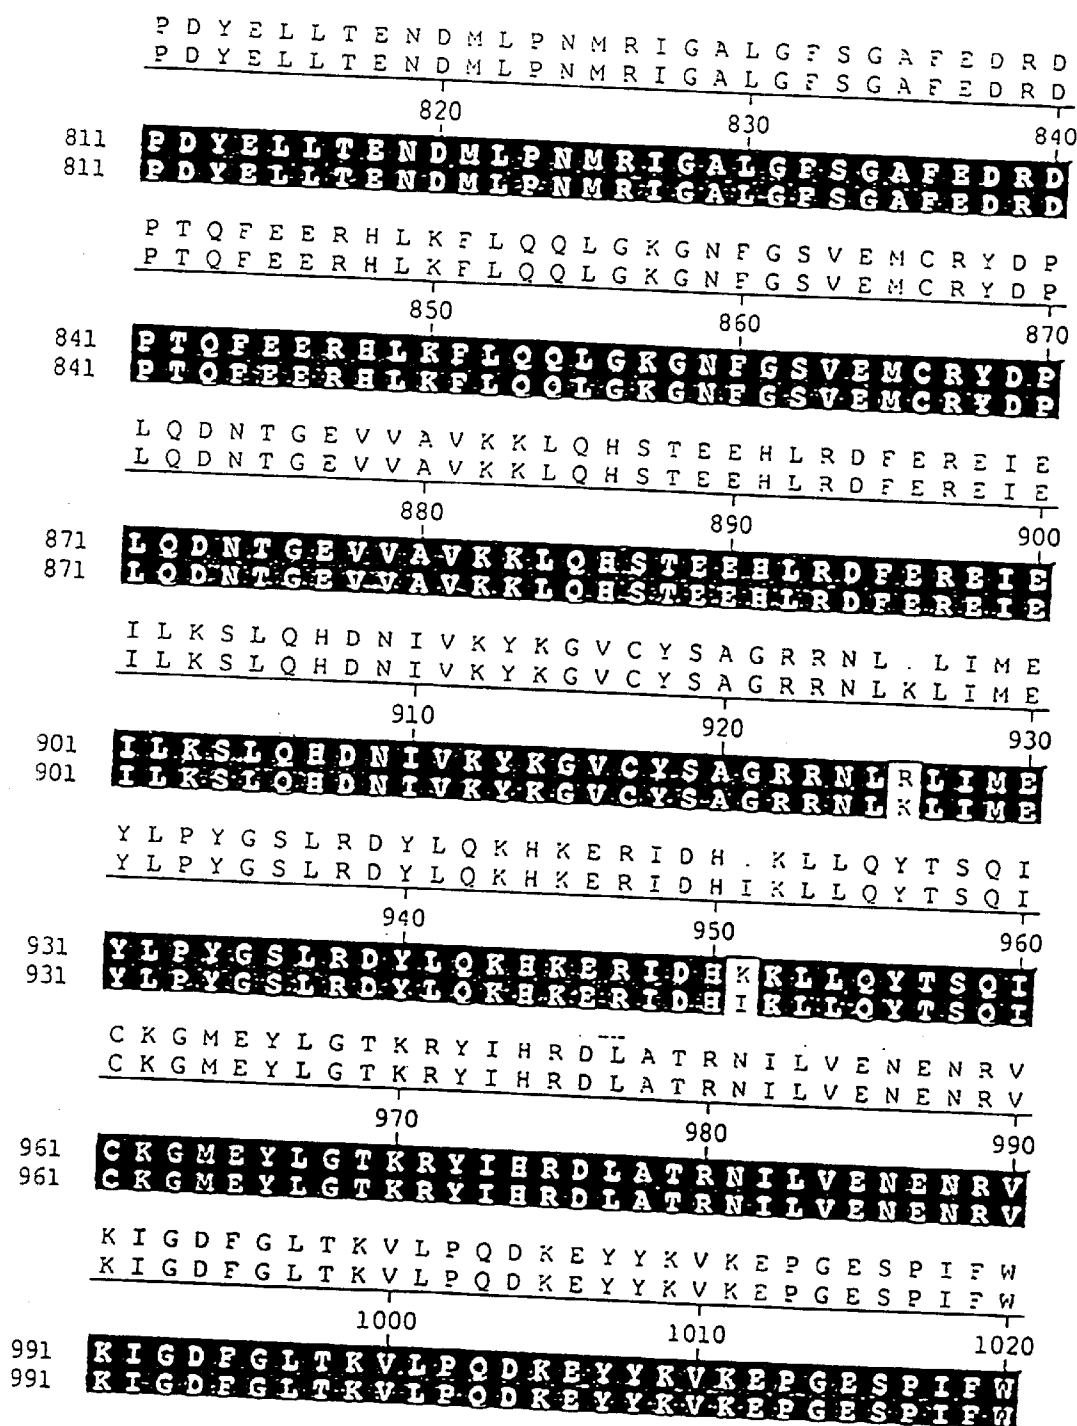 P D Y E L L T E N D M L P N M R I G A L G F S G A F E D R D
P D Y E L L T E N D M L P N M R I G A L G F S G A F E D R D
820 830 840
811 P D Y E L L T E N D M L P N M R I G A L G F S G A F E D R D
811 P D Y E L L T E N D M L P N M R I G A L G F S G A F E D R D
P T Q F E E R H L K F L Q Q L G K G N F G S V E M C R Y D P
P T Q F E E R H L K F L Q Q L G K G N F G S V E M C R Y D P
850 860 870
841 P T Q F E E R H L K F L Q Q L G K G N F G S V E M C R Y D P
841 P T Q F E E R H L K F L Q Q L G K G N F G S V E M C R Y D P
L Q D N T G E V V A V K K L Q H S T E E H L R D F E R E I E
L Q D N T G E V V A V K K L Q H S T E E H L R D F E R E I E
880 890 900
871 L Q D N T G E V V A V K K L Q H S T E E H L R D F E R E I E
871 L Q D N T G E V V A V K K L Q H S T E E H L R D F E R E I E
I L K S L Q H D N I V K Y K G V C Y S A G R R N L . L I M E
I L K S L Q H D N I V K Y K G V C Y S A G R R N L K L I M E
910 920 930
901 I L K S L Q H D N I V K Y K G V C Y S A G R R N L R L I M E
901 I L K S L Q H D N I V K Y K G V C Y S A G R R N L K L I M E
Y L P Y G S L R D Y L Q K H K E R I D H . K L L Q Y T S Q I
Y L P Y G S L R D Y L Q K H K E R I D H I K L L Q Y T S Q I
940 950 960
931 Y L P Y G S L R D Y L Q K H K E R I D H K K L L Q Y T S Q I
931 Y L P Y G S L R D Y L Q K H K E R I D H I K L L Q Y T S Q I
C K G M E Y L G T K R Y I H R D L A T R N I L V E N E N R V
C K G M E Y L G T K R Y I H R D L A T R N I L V E N E N R V
970 980 990
961 C K G M E Y L G T K R Y I H R D L A T R N I L V E N E N R V
961 C K G M E Y L G T K R Y I H R D L A T R N I L V E N E N R V
K I G D F G L T K V L P Q D K E Y Y K V K E P G E S P I F W
K I G D F G L T K V L P Q D K E Y Y K V K E P G E S P I F W
1000 1010 1020
991 K I G D F G L T K V L P Q D K E Y Y K V K E P G E S P I F W
991 K I G D F G L T K V L P Q D K E Y Y K V K E P G E S P I F W